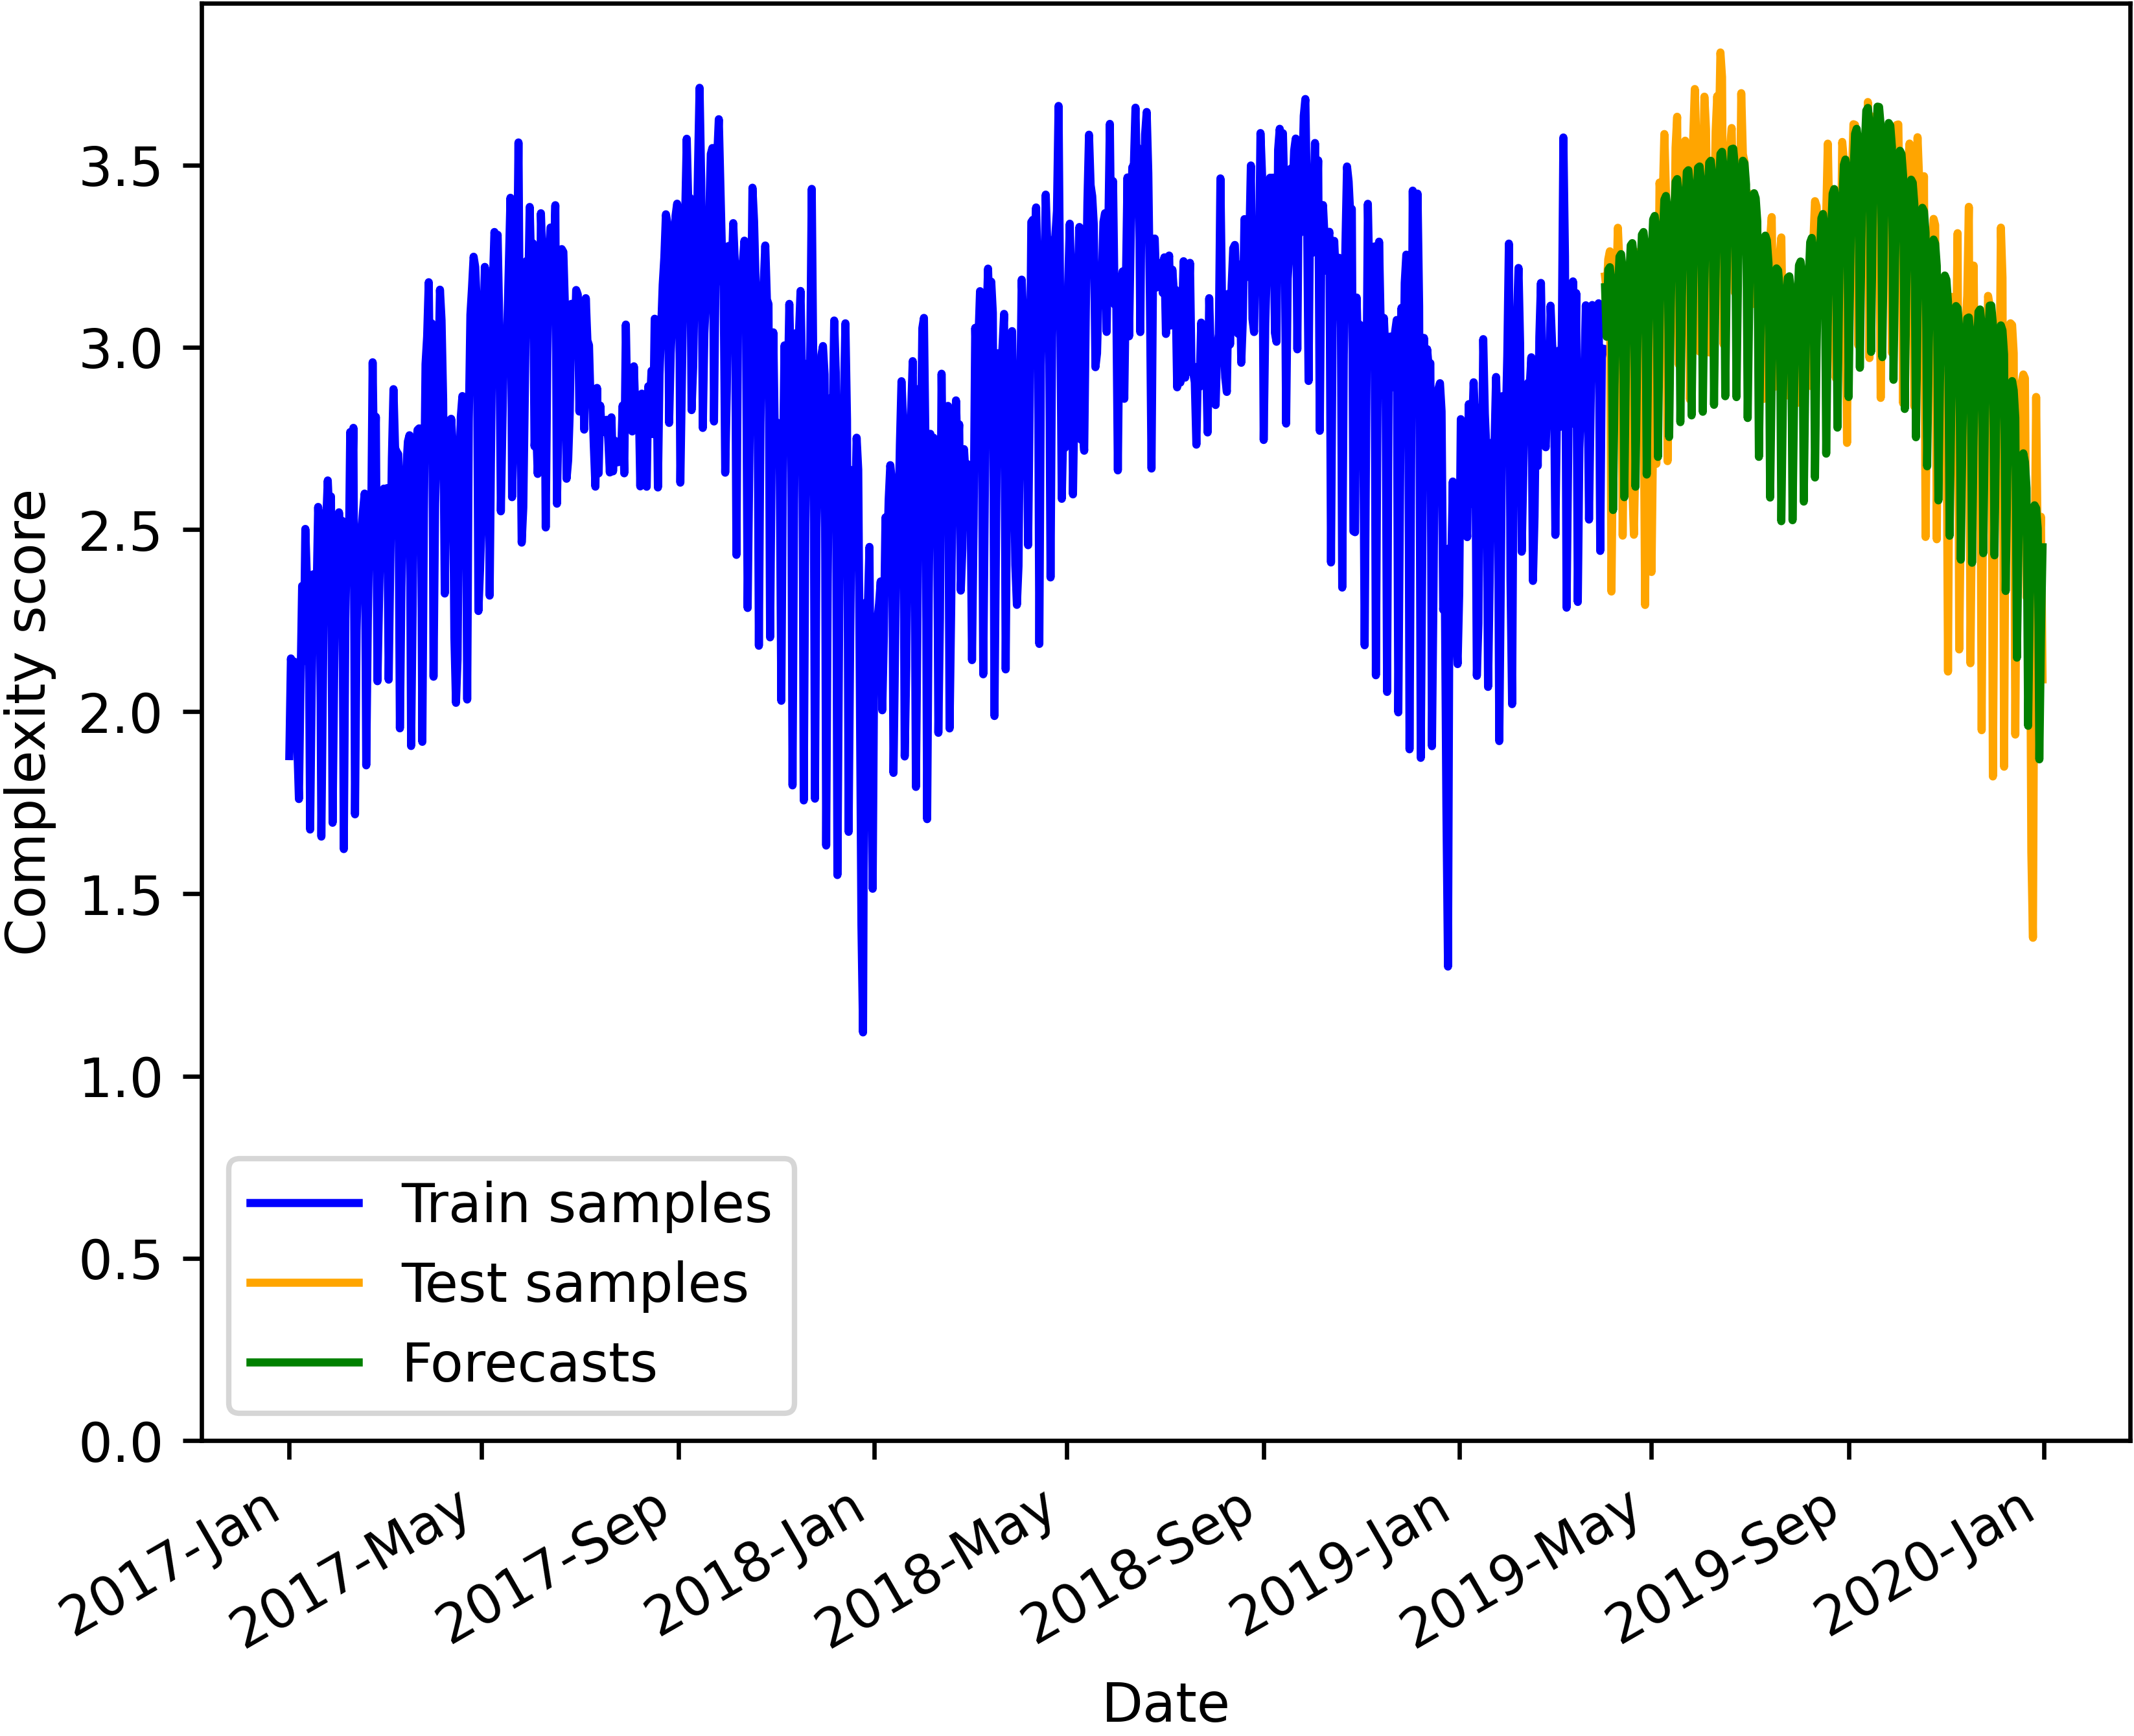 Complexity score
3.5
3.0
2.5
2.0
1.5
1.0
0.5
0.0
Train samples
Test samples
Forecasts
2017-Jan
2017-May
2017-Sep
2018-Jan
2018-May
2018-Sep
2019-Jan
2019-May
2019-Sep
2020-Jan
Date